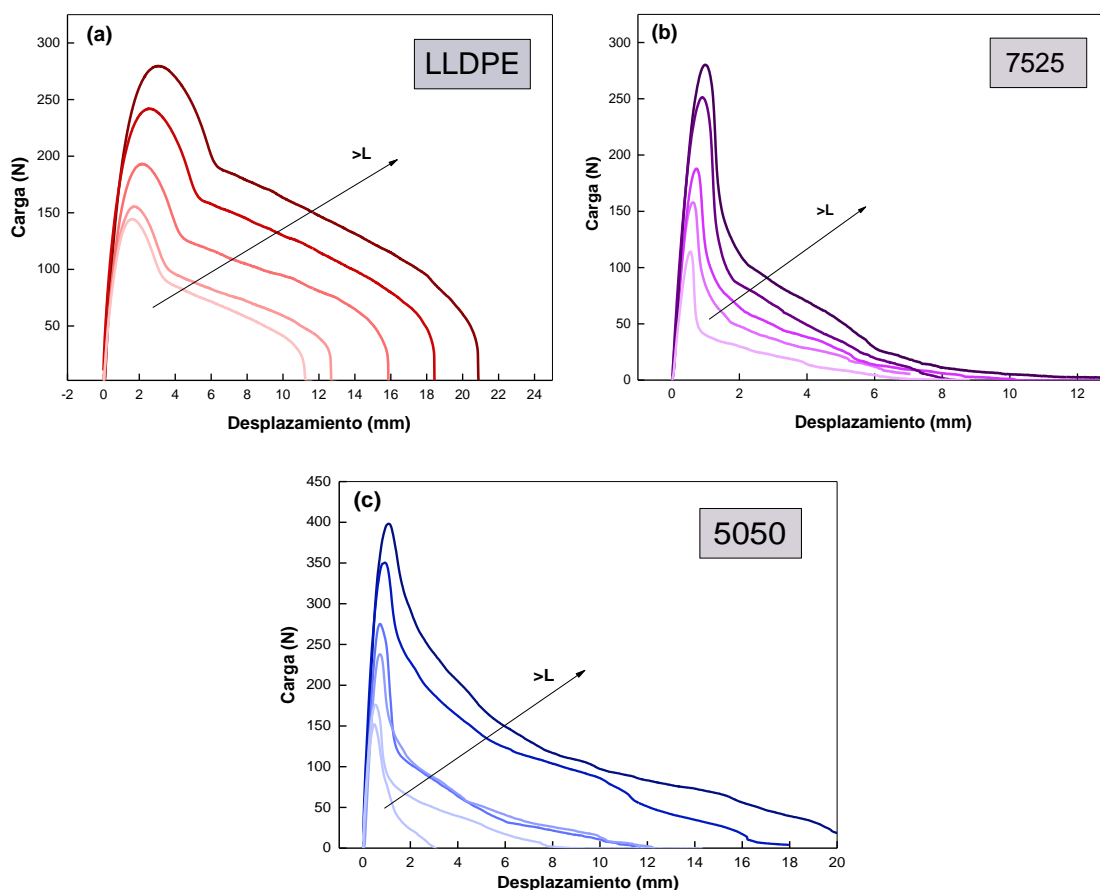 (a)
LLDPE
300
250
200
150
100
50
Carga (N)
>L
-2 0 2 4 6 8 10 12 14 16 18 20 22 24
Desplazamiento (mm)
(b)
7525
300
250
200
150
100
50
0
Carga (N)
>L
0 2 4 6 8 10 12
Desplazamiento (mm)
(c)
5050
450
400
350
300
250
200
150
100
50
0
Carga (N)
>L
0 2 4 6 8 10 12 14 16 18 20
Desplazamiento (mm)